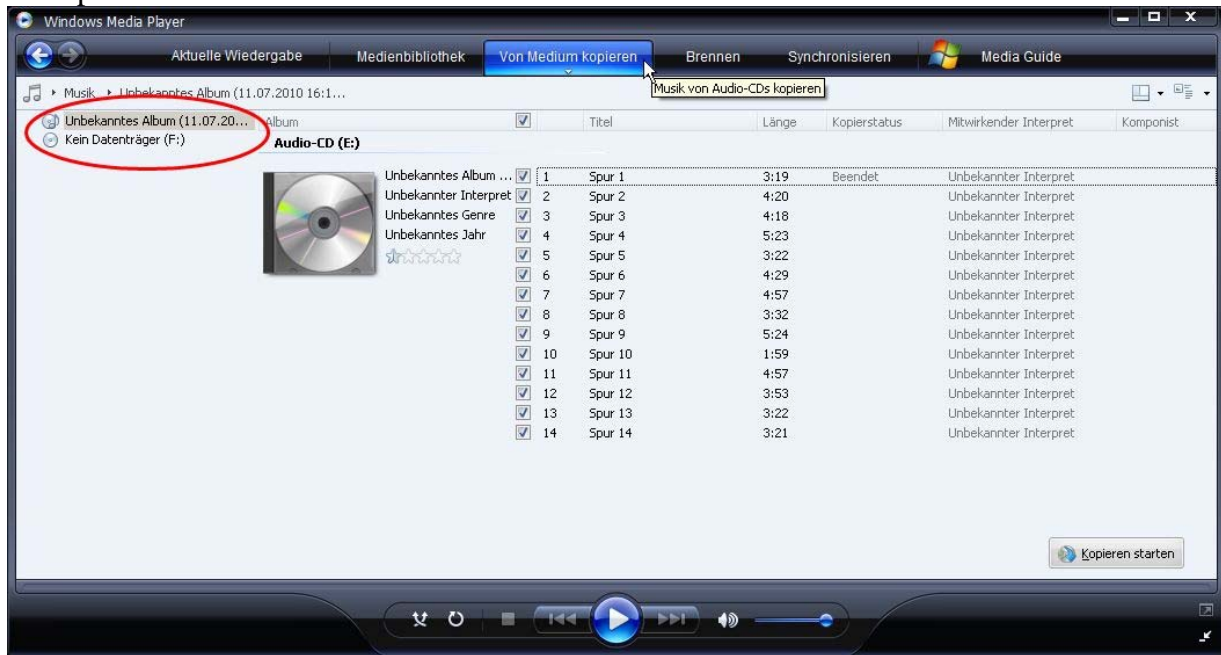 Windows Media Player
Aktuelle Wiedergabe Medienbibliothek Von Medium kopieren Brennen Synchronisieren Media Guide
Musik von Audio-CDs kopieren
Musik Unbekanntes Album (11.07.2010 16:1...
Unbekanntes Album (11.07.20... Album Titel Länge Kopierstatus Mitwirkender Interpret Komponist
Kein Datenträger (F:) Audio-CD (E:)
Unbekanntes Album ... 1 Spur 1 3:19 Beendet Unbekannter Interpret
Unbekannter Interpret 2 Spur 2 4:20 Unbekannter Interpret
Unbekanntes Genre 3 Spur 3 4:18 Unbekannter Interpret
Unbekanntes Jahr 4 Spur 4 5:23 Unbekannter Interpret
5 Spur 5 3:22 Unbekannter Interpret
6 Spur 6 4:29 Unbekannter Interpret
7 Spur 7 4:57 Unbekannter Interpret
8 Spur 8 3:32 Unbekannter Interpret
9 Spur 9 5:24 Unbekannter Interpret
10 Spur 10 1:59 Unbekannter Interpret
11 Spur 11 4:57 Unbekannter Interpret
12 Spur 12 3:53 Unbekannter Interpret
13 Spur 13 3:22 Unbekannter Interpret
14 Spur 14 3:21 Unbekannter Interpret
Kopieren starten